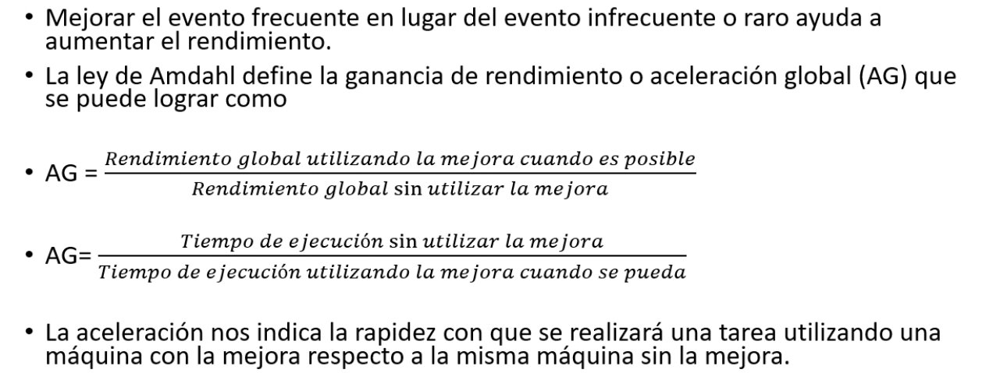 • Mejorar el evento frecuente en lugar del evento infrecuente o raro ayuda a
aumentar el rendimiento.
• La ley de Amdahl define la ganancia de rendimiento o aceleración global (AG) que
se puede lograr como
• AG = Rendimiento global utilizando la mejora cuando es posible
Rendimiento global sin utilizar la mejora
• AG= Tiempo de ejecución sin utilizar la mejora
Tiempo de ejecución utilizando la mejora cuando se pueda
• La aceleración nos indica la rapidez con que se realizará una tarea utilizando una
máquina con la mejora respecto a la misma máquina sin la mejora.